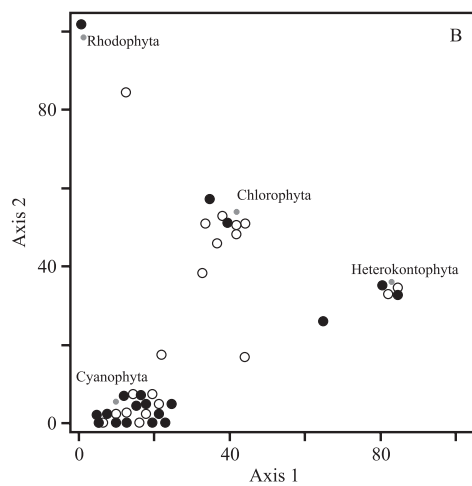 B
Rhodophyta
80
Chlorophyta
Axis 2
40
Heterokontophyta
Cyanophyta
0
0
40
80
Axis 1